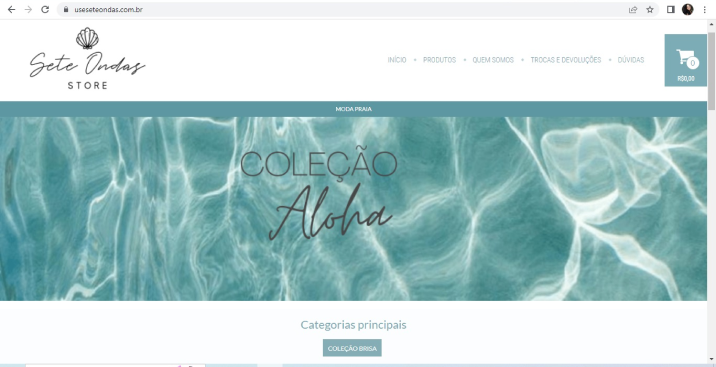 useseteondas.com.br
Sete Ondas
STORE
INÍCIO • PRODUTOS • QUEM SOMOS • TROCAS E DEVOLUÇÕES • DÚVIDAS
0
R$0,00
MODA PRAIA
COLEÇÃO
Aloha
Categorias principais
COLEÇÃO BRISA